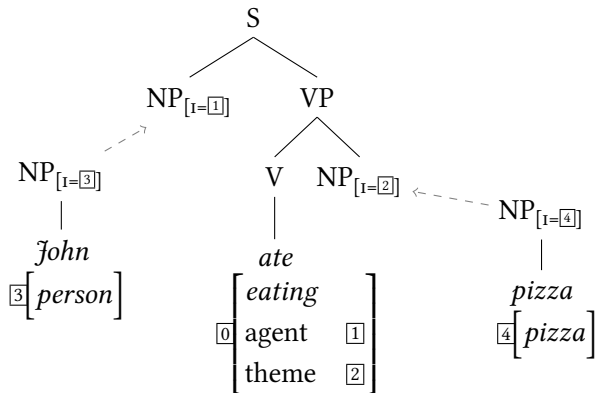 S
NP[I=1] VP
NP[I=3] V NP[I=2] NP[I=4]
John ate pizza
3[person] 0[eating 4[pizza]
agent 1
theme 2]